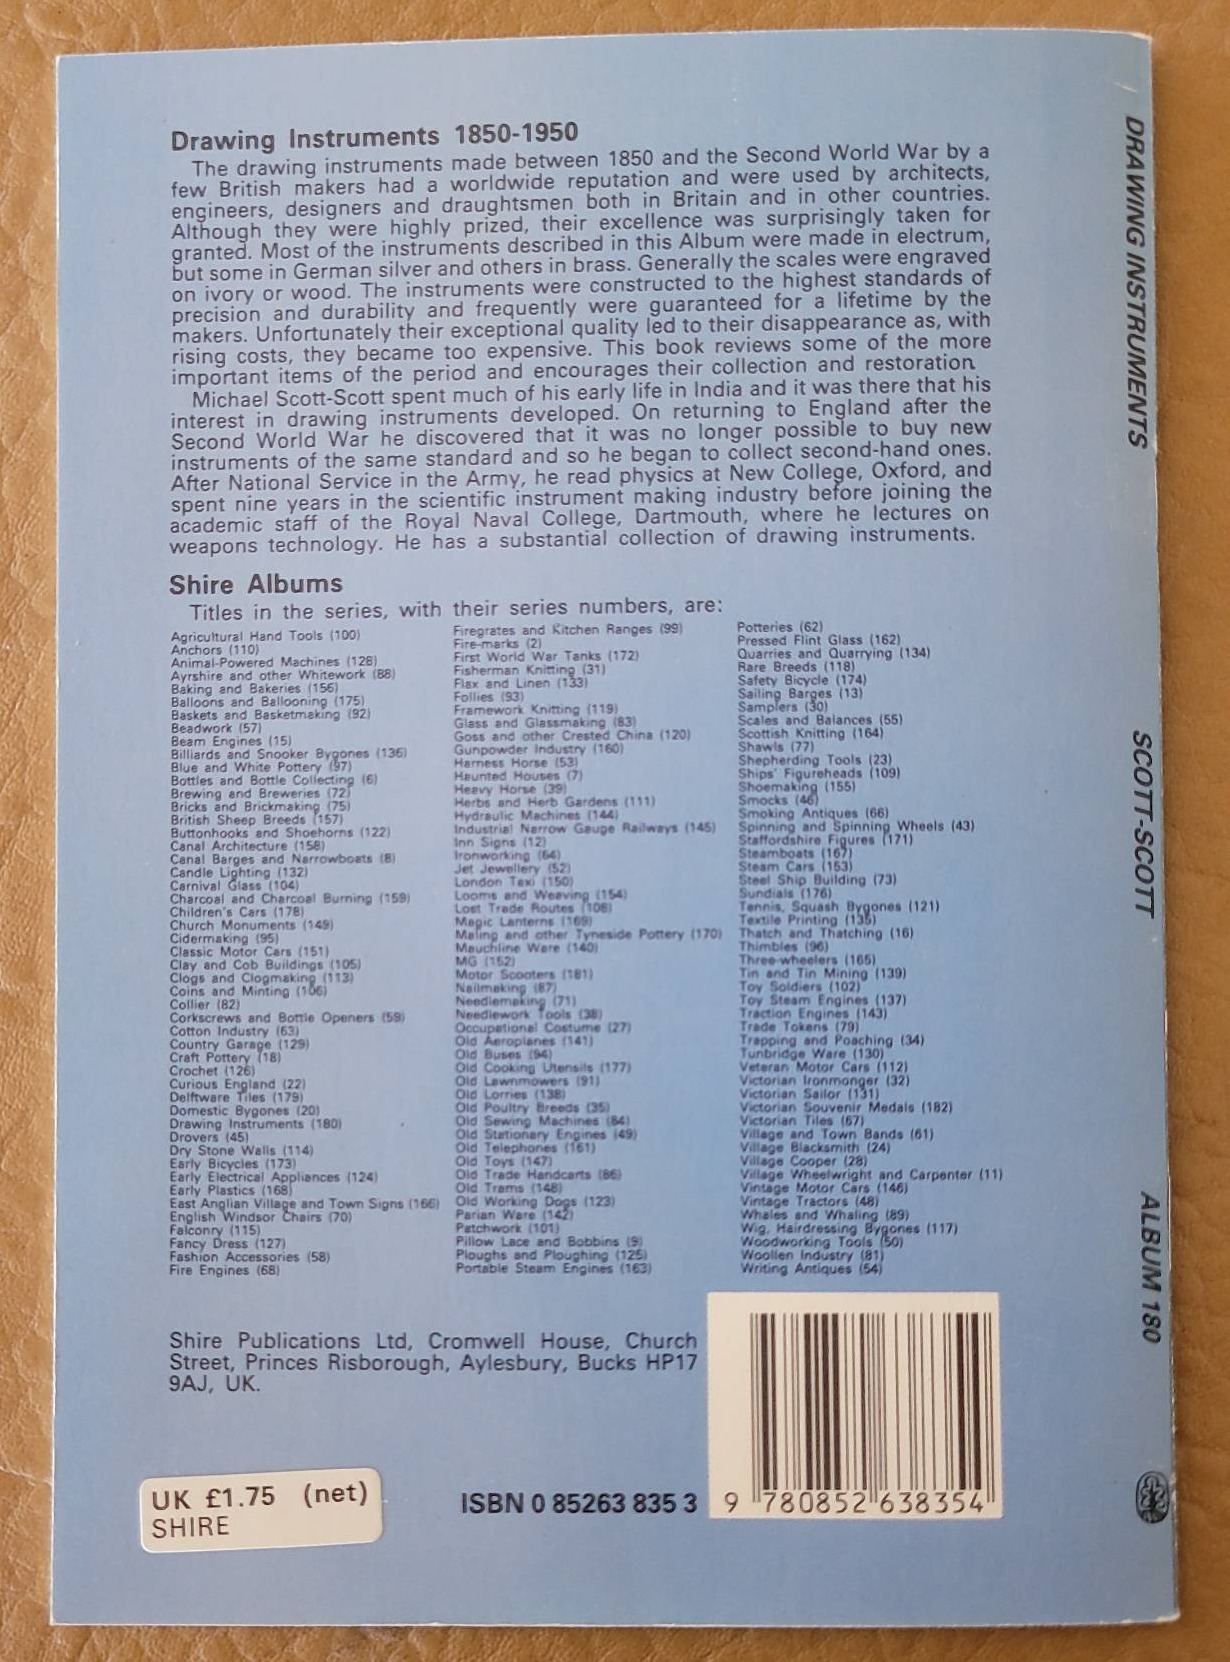 Drawing Instruments 1850-1950
The drawing instruments made between 1850 and the Second World War by a
few British makers had a worldwide reputation and were used by architects,
engineers, designers and draughtsmen both in Britain and in other countries.
Although they were highly prized, their excellence was surprisingly taken for
granted. Most of the instruments described in this Album were made in electrum,
but some in German silver and others in brass. Generally the scales were engraved
on ivory or wood. The instruments were constructed to the highest standards of
precision and durability and frequently were guaranteed for a lifetime by the
makers. Unfortunately their exceptional quality led to their disappearance as, with
rising costs, they became too expensive. This book reviews some of the more
important items of the period and encourages their collection and restoration.
Michael Scott-Scott spent much of his early life in India and it was there that his
interest in drawing instruments developed. On returning to England after the
Second World War he discovered that it was no longer possible to buy new
instruments of the same standard and so he began to collect second-hand ones.
After National Service in the Army, he read physics at New College, Oxford, and
spent nine years in the scientific instrument making industry before joining the
academic staff of the Royal Naval College, Dartmouth, where he lectures on
weapons technology. He has a substantial collection of drawing instruments.
Shire Albums
Titles in the series, with their series numbers, are:
Agricultural Hand Tools (100)
Anchors (110)
Animal-Powered Machines (128)
Ayrshire and other Whitework (88)
Baking and Bakeries (156)
Balloons and Ballooning (175)
Baskets and Basketmaking (92)
Beadwork (57)
Beam Engines (15)
Billiards and Snooker Bygones (136)
Blue and White Pottery (97)
Bottles and Bottle Collecting (6)
Brewing and Breweries (72)
Bricks and Brickmaking (75)
British Sheep Breeds (157)
Buttonhooks and Shoehorns (122)
Canal Architecture (158)
Canal Barges and Narrowboats (8)
Candle Lighting (132)
Carnival Glass (104)
Charcoal and Charcoal Burning (159)
Children's Cars (178)
Church Monuments (149)
Cidermaking (95)
Classic Motor Cars (151)
Clay and Cob Buildings (105)
Clogs and Clogmaking (113)
Coins and Minting (106)
Collier (82)
Corkscrews and Bottle Openers (59)
Cotton Industry (63)
Country Garage (129)
Craft Pottery (18)
Crochet (126)
Curious England (22)
Delftware Tiles (179)
Domestic Bygones (20)
Drawing Instruments (180)
Drovers (45)
Dry Stone Walls (114)
Early Bicycles (173)
Early Electrical Appliances (124)
Early Plastics (168)
East Anglian Village and Town Signs (166)
English Windsor Chairs (70)
Falconry (115)
Fancy Dress (127)
Fashion Accessories (58)
Fire Engines (68)
Firegrates and Kitchen Ranges (99)
Fire-marks (2)
First World War Tanks (172)
Fisherman Knitting (31)
Flax and Linen (133)
Follies (93)
Framework Knitting (119)
Glass and Glassmaking (83)
Goss and other Crested China (120)
Gunpowder Industry (160)
Harness Horse (53)
Haunted Houses (7)
Heavy Horse (39)
Herbs and Herb Gardens (111)
Hydraulic Machines (144)
Industrial Narrow Gauge Railways (145)
Inn Signs (12)
Ironworking (64)
Jet Jewellery (52)
London Taxi (150)
Looms and Weaving (154)
Lost Trade Routes (108)
Magic Lanterns (169)
Maling and other Tyneside Pottery (170)
Mauchline Ware (140)
MG (152)
Motor Scooters (181)
Nailmaking (87)
Needlemaking (71)
Needlework Tools (38)
Occupational Costume (27)
Old Aeroplanes (141)
Old Buses (94)
Old Cooking Utensils (177)
Old Lawnmowers (91)
Old Lorries (138)
Old Poultry Breeds (35)
Old Sewing Machines (84)
Old Stationary Engines (49)
Old Telephones (161)
Old Toys (147)
Old Trade Handcarts (86)
Old Trams (148)
Old Working Dogs (123)
Parian Ware (142)
Patchwork (101)
Pillow Lace and Bobbins (9)
Ploughs and Ploughing (125)
Portable Steam Engines (163)
Potteries (62)
Pressed Flint Glass (162)
Quarries and Quarrying (134)
Rare Breeds (118)
Safety Bicycle (174)
Sailing Barges (13)
Samplers (30)
Scales and Balances (55)
Scottish Knitting (164)
Shawls (77)
Shepherding Tools (23)
Ships' Figureheads (109)
Shoemaking (155)
Smocks (46)
Smoking Antiques (66)
Spinning and Spinning Wheels (43)
Staffordshire Figures (171)
Steamboats (167)
Steam Cars (153)
Steel Ship Building (73)
Sundials (176)
Tennis, Squash Bygones (121)
Textile Printing (135)
Thatch and Thatching (16)
Thimbles (96)
Three-wheelers (165)
Tin and Tin Mining (139)
Toy Soldiers (102)
Toy Steam Engines (137)
Traction Engines (143)
Trade Tokens (79)
Trapping and Poaching (34)
Tunbridge Ware (130)
Veteran Motor Cars (112)
Victorian Ironmonger (32)
Victorian Sailor (131)
Victorian Souvenir Medals (182)
Victorian Tiles (67)
Village and Town Bands (61)
Village Blacksmith (24)
Village Cooper (28)
Village Wheelwright and Carpenter (11)
Vintage Motor Cars (146)
Vintage Tractors (48)
Whales and Whaling (89)
Wig, Hairdressing Bygones (117)
Woodworking Tools (50)
Woollen Industry (81)
Writing Antiques (54)
Shire Publications Ltd, Cromwell House, Church
Street, Princes Risborough, Aylesbury, Bucks HP17
9AJ, UK.
UK £1.75 (net)
SHIRE
ISBN 0 85263 835 3
9 780852 638354
DRAWING INSTRUMENTS
SCOTT-SCOTT
ALBUM 180